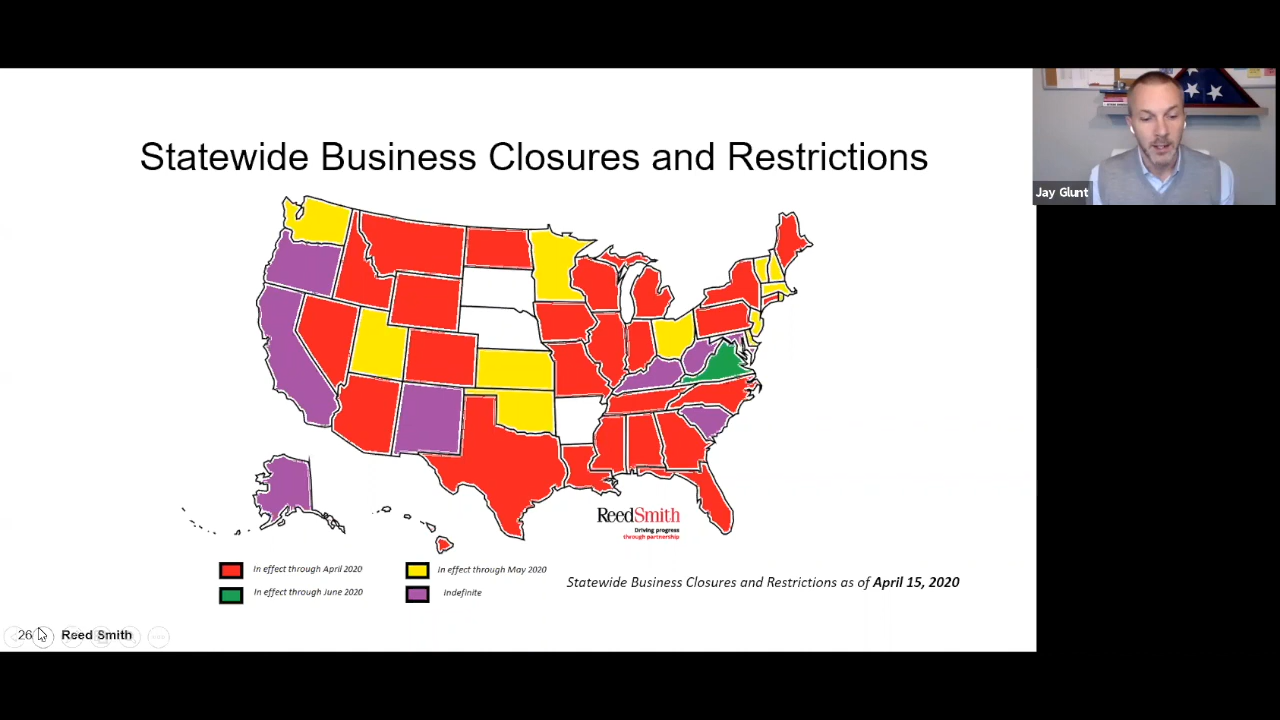 Statewide Business Closures and Restrictions
Jay Glunt
ReedSmith
Driving progress
through partnership
In effect through April 2020
In effect through May 2020
In effect through June 2020
Indefinite
Statewide Business Closures and Restrictions as of April 15, 2020
26
Reed Smith